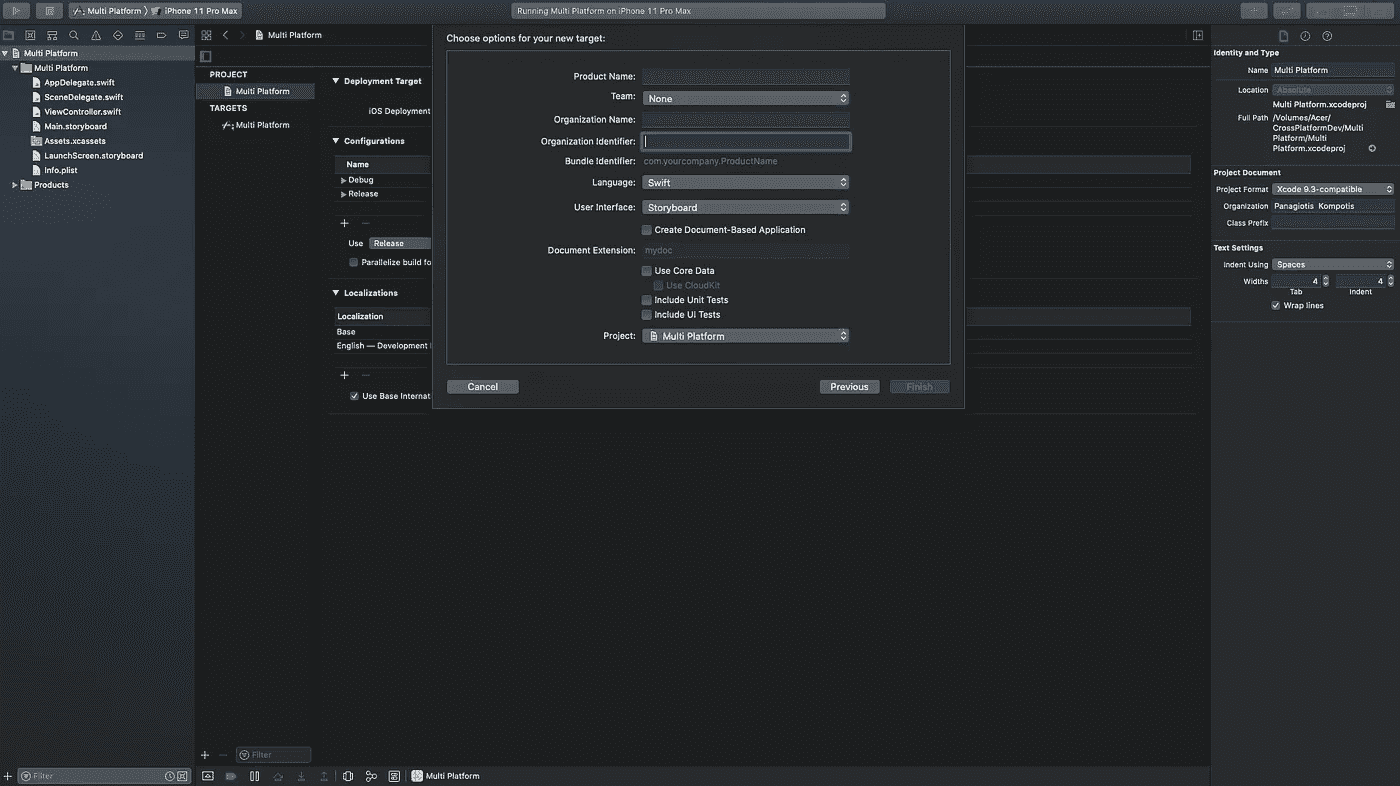 Multi Platform
iPhone 11 Pro Max
Running Multi Platform on iPhone 11 Pro Max
Multi Platform
Multi Platform
AppDelegate.swift
SceneDelegate.swift
ViewController.swift
Main.storyboard
Assets.xcassets
LaunchScreen.storyboard
Info.plist
Products
Filter
Multi Platform
PROJECT
Multi Platform
TARGETS
Multi Platform
Filter
Deployment Target
iOS Deployment
Configurations
Name
Debug
Release
Use Release
Parallelize build fo
Localizations
Localization
Base
English — Development
Use Base Internat
Choose options for your new target:
Product Name:
Team: None
Organization Name:
Organization Identifier:
Bundle Identifier: com.yourcompany.ProductName
Language: Swift
User Interface: Storyboard
Create Document-Based Application
Document Extension: mydoc
Use Core Data
Use CloudKit
Include Unit Tests
Include UI Tests
Project: Multi Platform
Cancel
Previous
Finish
Multi Platform
Identity and Type
Name Multi Platform
Location Absolute
Multi Platform.xcodeproj
Full Path /Volumes/Acer/
CrossPlatformDev/Multi
Platform/Multi
Platform.xcodeproj
Project Document
Project Format Xcode 9.3-compatible
Organization Panagiotis Kompotis
Class Prefix
Text Settings
Indent Using Spaces
Widths 4 4
Tab Indent
Wrap lines